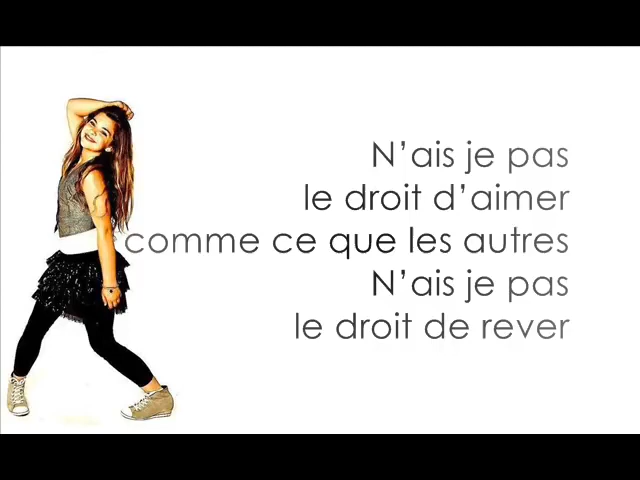 N’ais je pas
le droit d’aimer
comme ce que les autres
N’ais je pas
le droit de rever